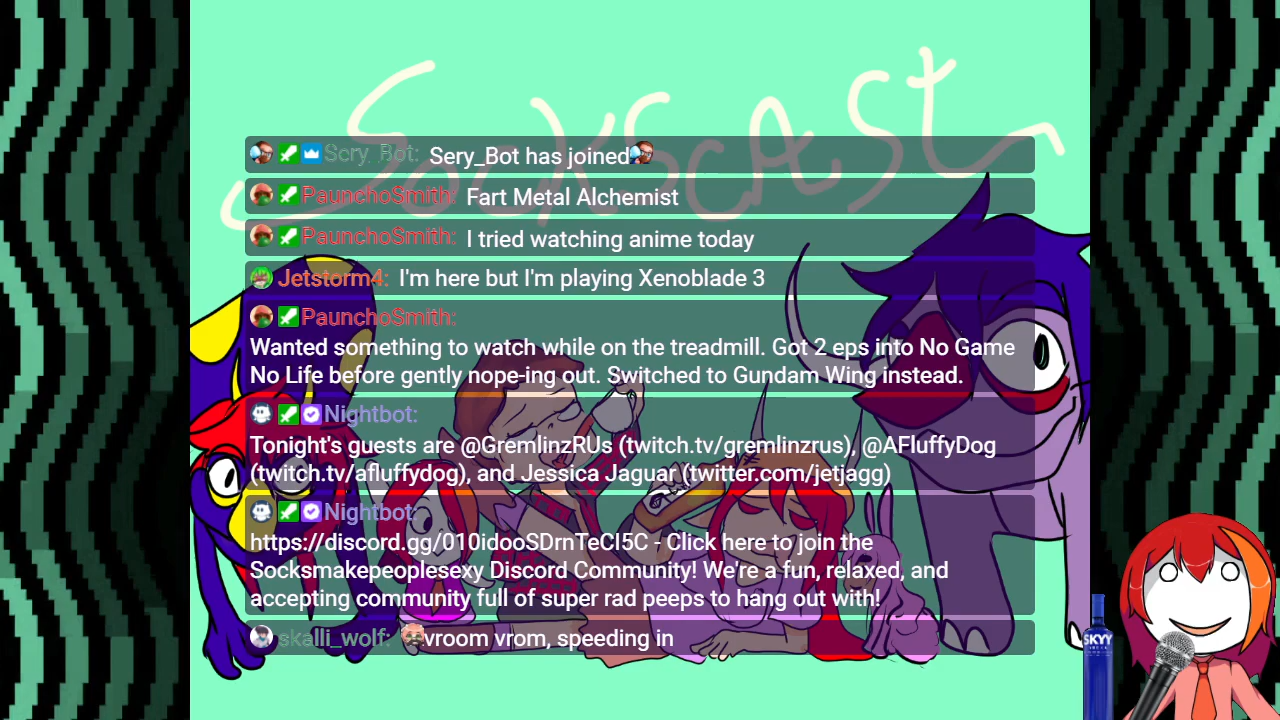 Sockscast
Sery_Bot: Sery_Bot has joined
PaunchoSmith: Fart Metal Alchemist
PaunchoSmith: I tried watching anime today
Jetstorm4: I'm here but I'm playing Xenoblade 3
PaunchoSmith:
Wanted something to watch while on the treadmill. Got 2 eps into No Game
No Life before gently nope-ing out. Switched to Gundam Wing instead.
Nightbot:
Tonight's guests are @GremlinzRUs (twitch.tv/gremlinzrus), @AFluffyDog
(twitch.tv/afluffydog), and Jessica Jaguar (twitter.com/jetjagg)
Nightbot:
https://discord.gg/010idooSDrnTeCI5C - Click here to join the
Socksmakepeoplesexy Discord Community! We're a fun, relaxed, and
accepting community full of super rad peeps to hang out with!
skalli_wolf: vroom vrom, speeding in
SKYY